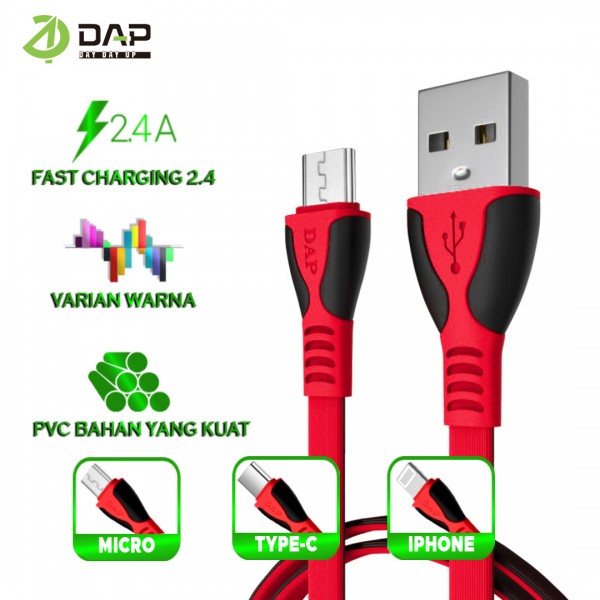 DAP
DAY DAY UP
2.4A
FAST CHARGING 2.4
VARIAN WARNA
PVC BAHAN YANG KUAT
DAP
MICRO
TYPE-C
IPHONE